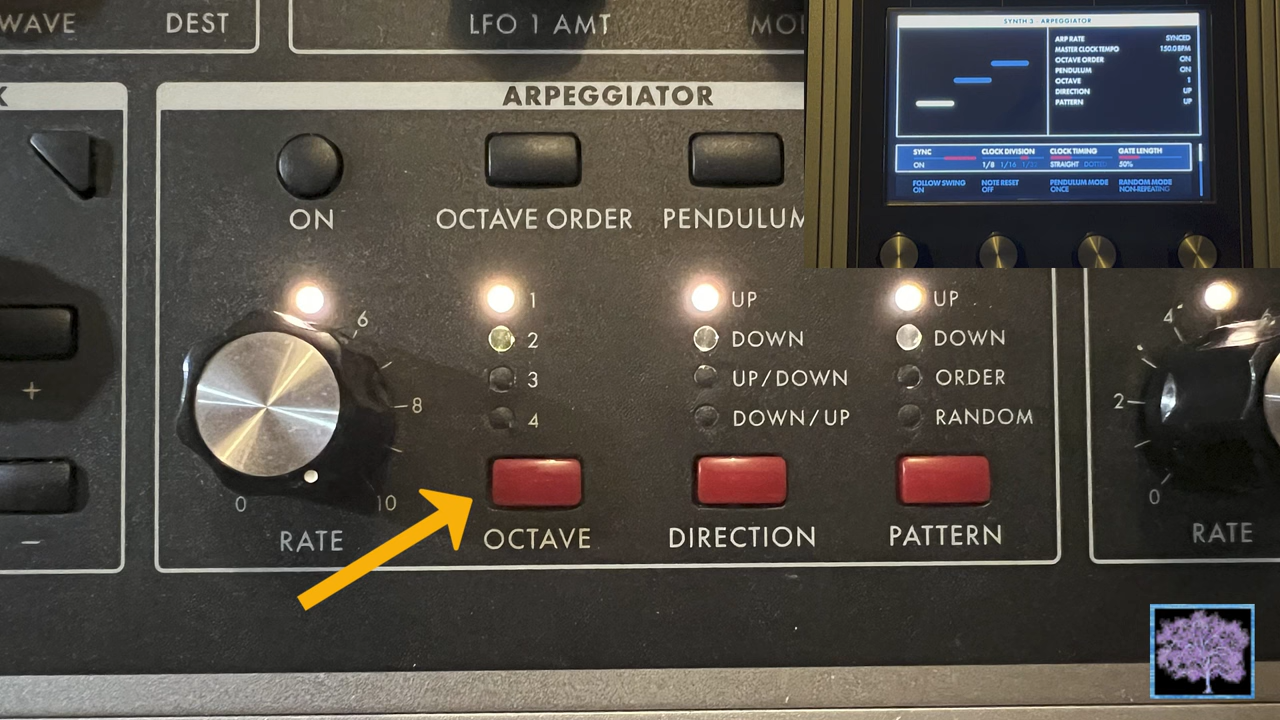 WAVE
DEST
LFO 1 AMT
SYNTH 3 : ARPEGGIATOR
ARP RATE SYNCED
MASTER CLOCK TEMPO 150.0 BPM
OCTAVE ORDER ON
PENDULUM ON
OCTAVE 1
DIRECTION UP
PATTERN UP
SYNC CLOCK DIVISION CLOCK TIMING GATE LENGTH
ON 1/8 1/16 STRAIGHT 50%
FOLLOW SWING NOTE RESET PENDULUM MODE RANDOM MODE
ON OFF ONCE NON-REPEATING
ARPEGGIATOR
ON
OCTAVE ORDER
PENDULUM
6
8
0
10
RATE
1
2
3
4
OCTAVE
UP
DOWN
UP/DOWN
DOWN/UP
DIRECTION
UP
DOWN
ORDER
RANDOM
PATTERN
4
2
0
RATE
+
−